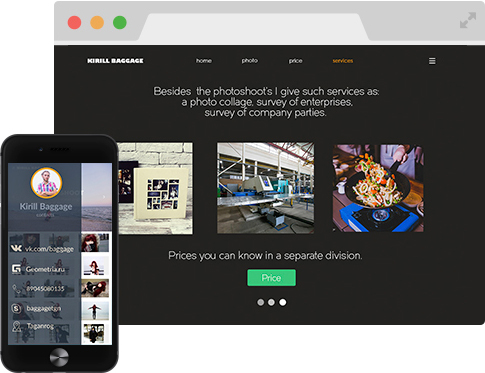 KIRILL BAGGAGE home photo price services
Besides the photoshoot's I give such services as:
a photo collage, survey of enterprises,
survey of company parties.
Prices you can know in a separate division.
Price
Kirill Baggage
contacts
vk.com/baggage
Geometria.ru
89045080135
baggagetgn
Taganrog